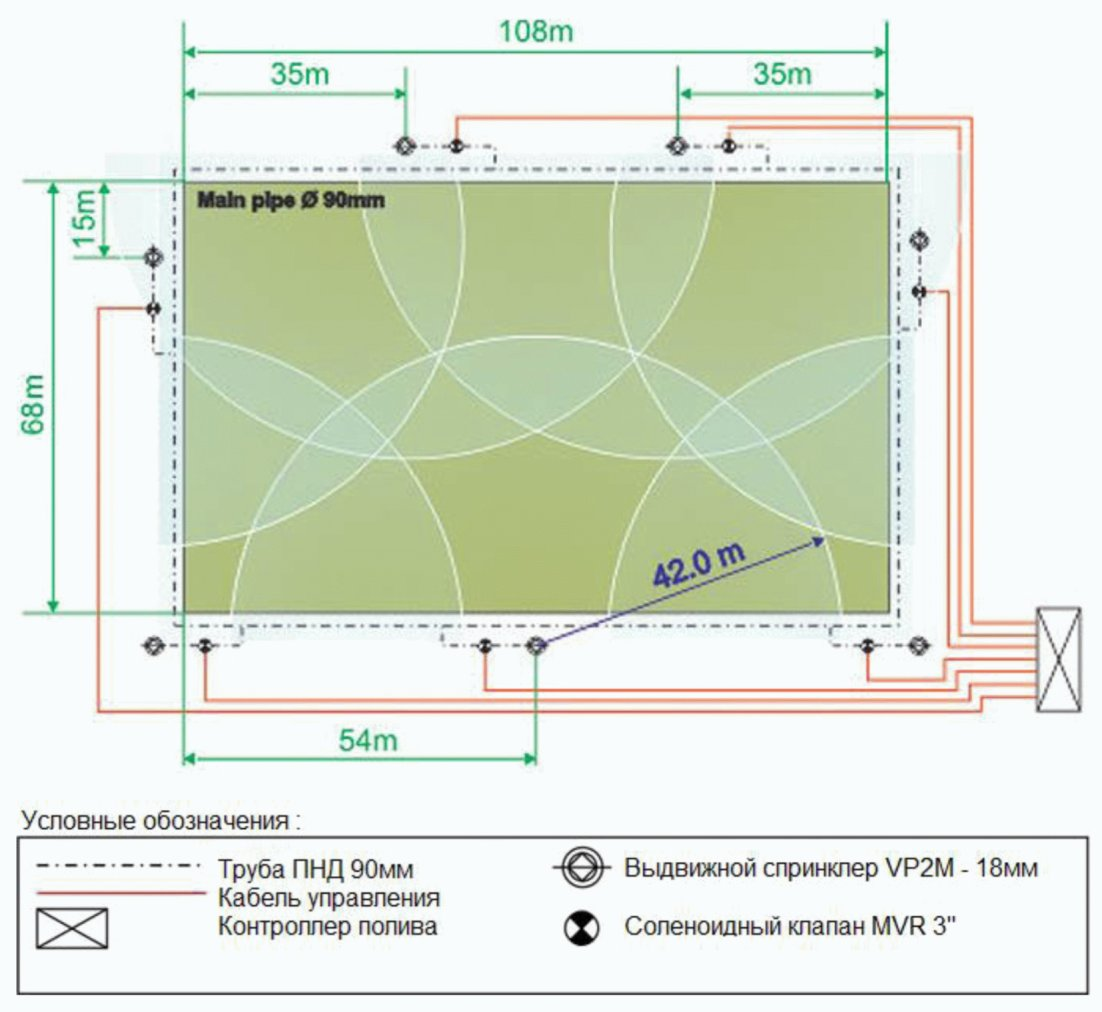 108m
35m
35m
Main pipe Ø 90mm
15m
68m
42.0 m
54m
Условные обозначения :
Труба ПНД 90мм
Кабель управления
Контроллер полива
Выдвижной спринклер VP2M - 18мм
Соленоидный клапан MVR 3"